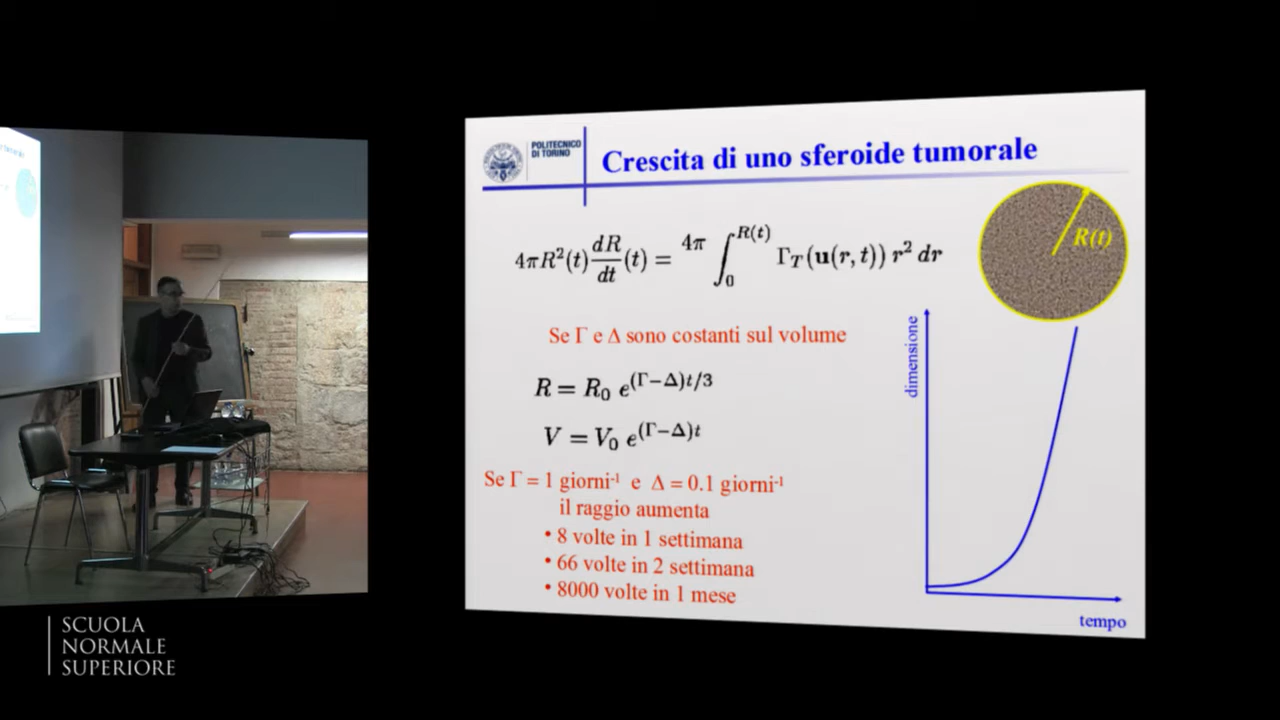 POLITECNICO
DI TORINO
Crescita di uno sferoide tumorale
4πR²(t) dR/dt (t) = 4π ∫₀^R(t) Γ_T(u(r, t)) r² dr
R(t)
Se Γ e Δ sono costanti sul volume
R = R₀ e^(Γ−Δ)t/3
V = V₀ e^(Γ−Δ)t
Se Γ = 1 giorni⁻¹ e Δ = 0.1 giorni⁻¹
il raggio aumenta
• 8 volte in 1 settimana
• 66 volte in 2 settimana
• 8000 volte in 1 mese
dimensione
tempo
SCUOLA
NORMALE
SUPERIORE